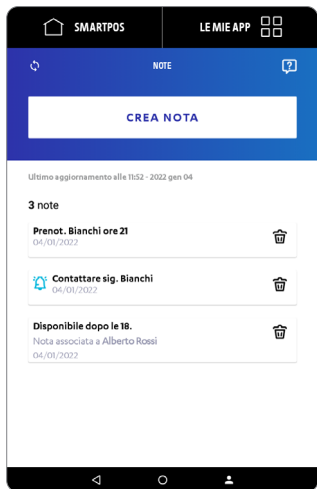 SMARTPOS
LE MIE APP
NOTE
?
CREA NOTA
Ultimo aggiornamento alle 11:52 - 2022 gen 04
3 note
Prenot. Bianchi ore 21
04/01/2022
Contattare sig. Bianchi
04/01/2022
Disponibile dopo le 18.
Nota associata a Alberto Rossi
04/01/2022